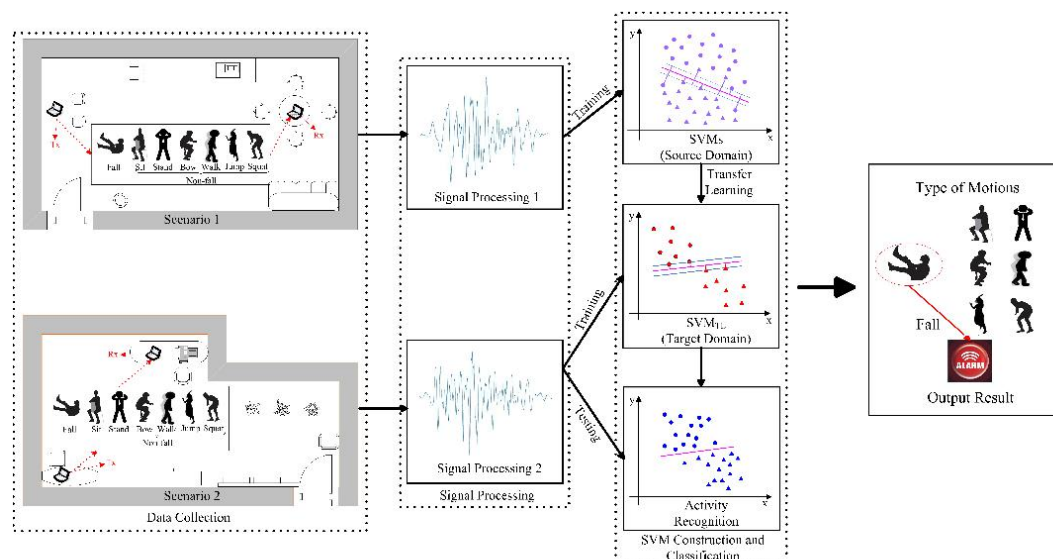 Tx
Rx
Fall Sit Stand Bow Walk Jump Squat
Non-fall
Scenario 1
Rx
Fall Sit Stand Bow Walk Jump Squat
Non-fall
Tx
Scenario 2
Data Collection
Signal Processing 1
Signal Processing 2
Signal Processing
Training
Training
Testing
y
x
SVMS
(Source Domain)
Transfer
Learning
y
x
SVMTL
(Target Domain)
y
x
Activity
Recognition
SVM Construction and
Classification
Type of Motions
Fall
ALARM
Output Result